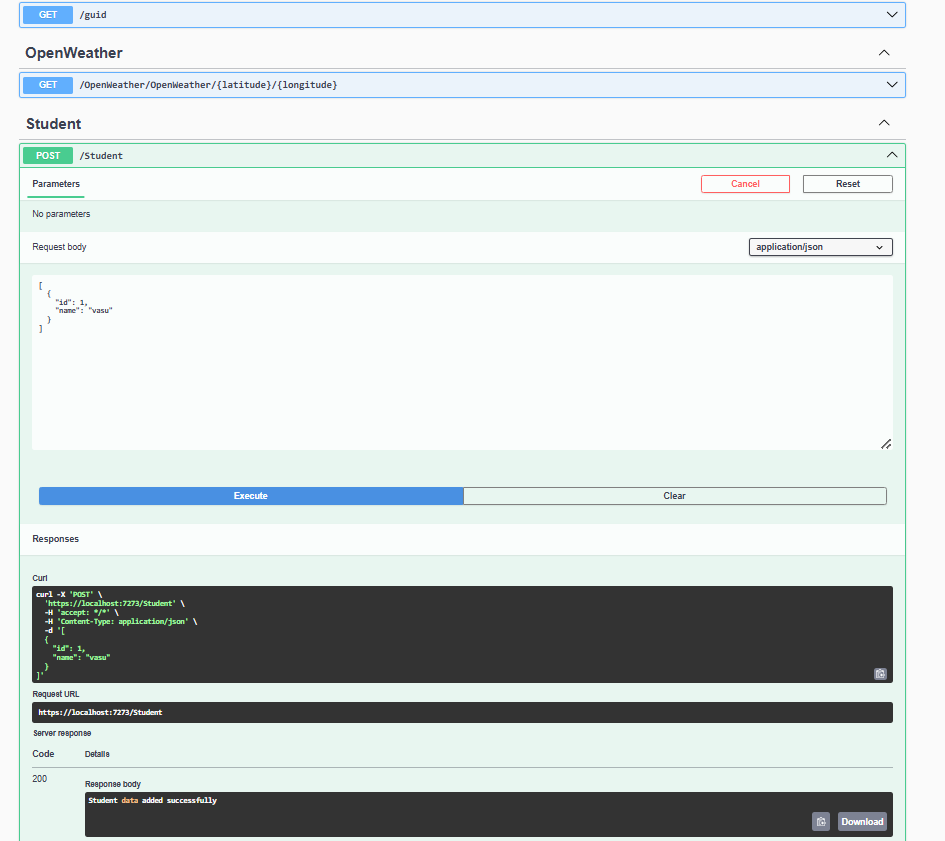 GET /guid
OpenWeather
GET /OpenWeather/OpenWeather/{latitude}/{longitude}
Student
POST /Student
Parameters Cancel Reset
No parameters
Request body application/json
[
{
"id": 1,
"name": "vasu"
}
]
Execute Clear
Responses
Curl
curl -X 'POST' \
'https://localhost:7273/Student' \
-H 'accept: */*' \
-H 'Content-Type: application/json' \
-d '[
{
"id": 1,
"name": "vasu"
}
]'
Request URL
https://localhost:7273/Student
Server response
Code Details
200
Response body
Student data added successfully
Download